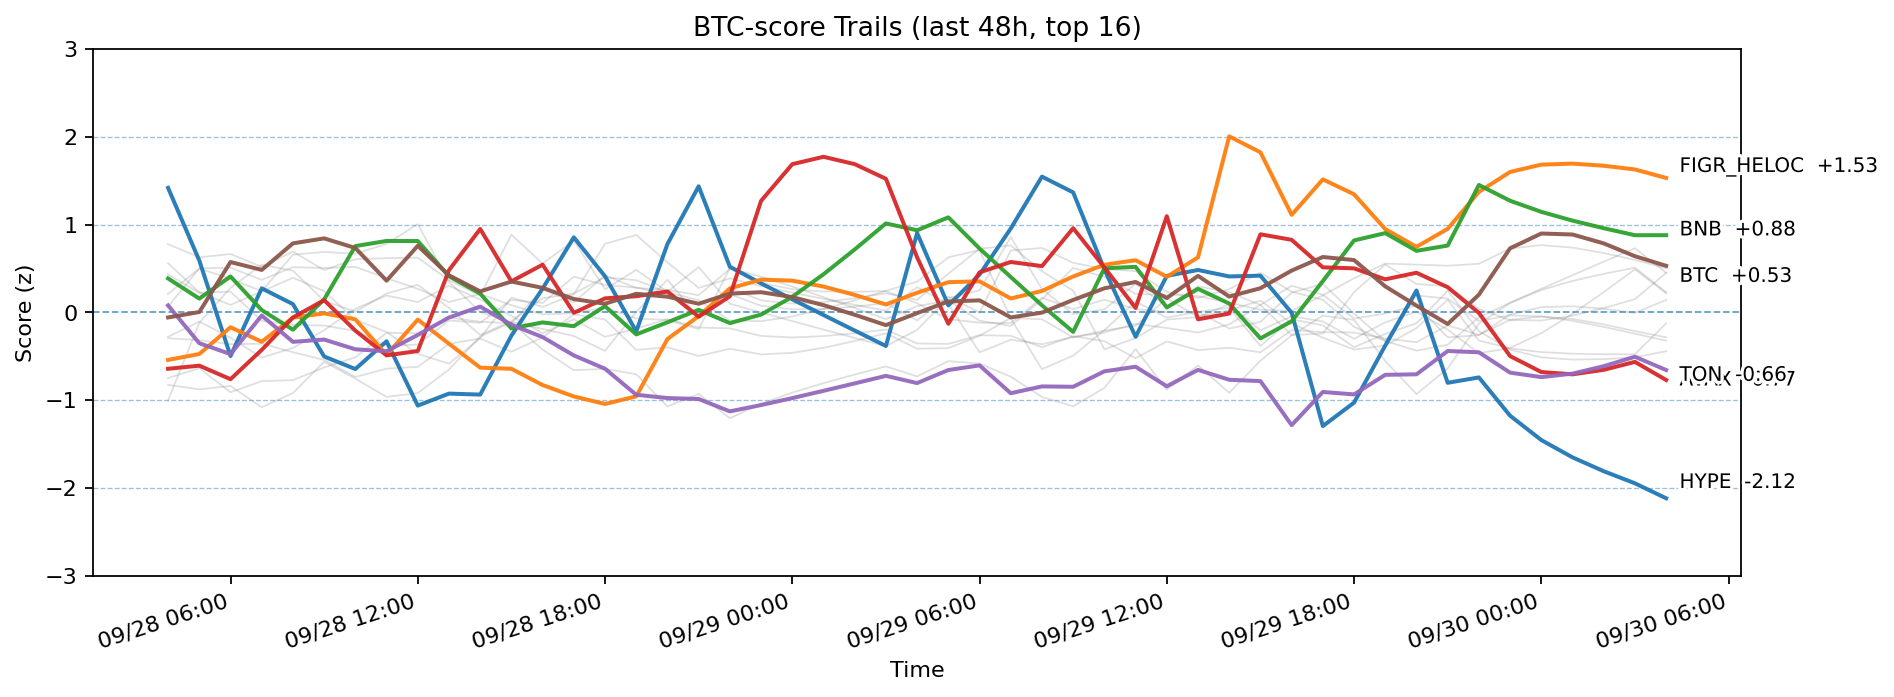 BTC-score Trails (last 48h, top 16)
Score (z)
3
2
1
0
−1
−2
−3
FIGR_HELOC +1.53
BNB +0.88
BTC +0.53
TON -0.66
HYPE -2.12
09/28 06:00
09/28 12:00
09/28 18:00
09/29 00:00
09/29 06:00
09/29 12:00
09/29 18:00
09/30 00:00
09/30 06:00
Time